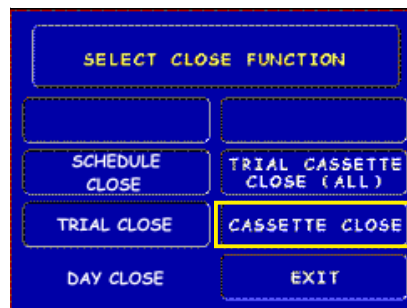 SELECT CLOSE FUNCTION
SCHEDULE
CLOSE
TRIAL CASSETTE
CLOSE (ALL)
TRIAL CLOSE
CASSETTE CLOSE
DAY CLOSE
EXIT